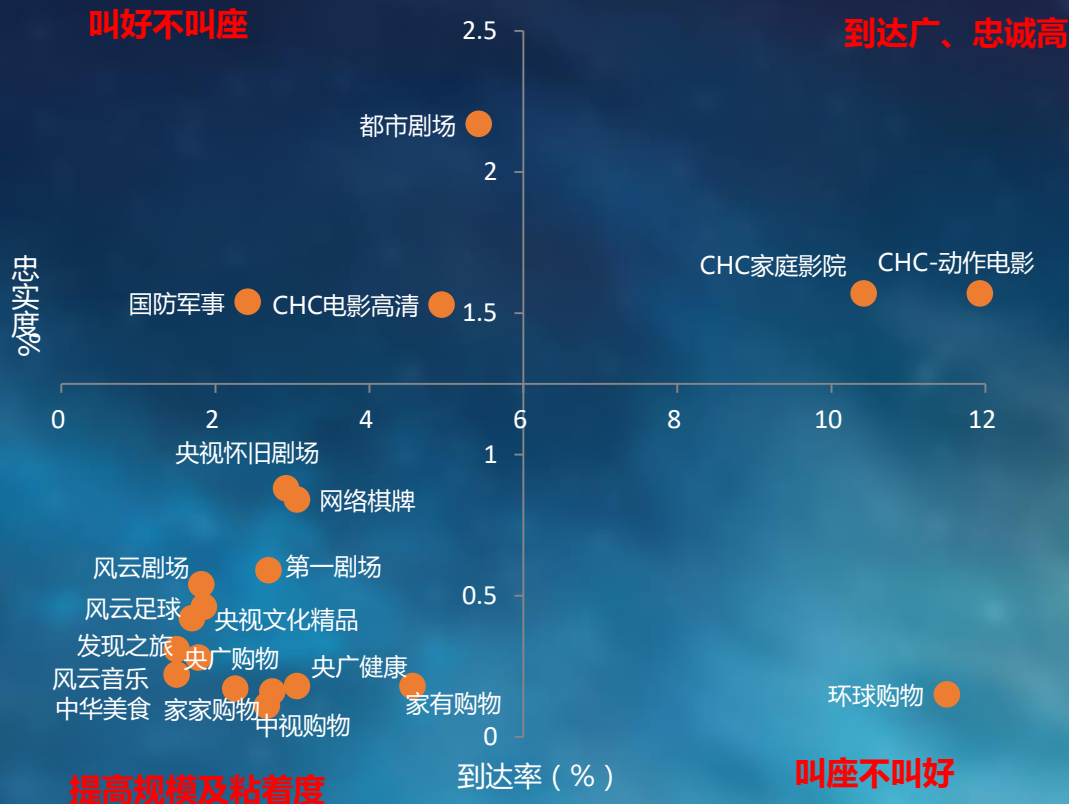 叫好不叫座
到达广、忠诚高
2.5
都市剧场
2
忠实度%
CHC家庭影院
CHC-动作电影
国防军事
CHC电影高清
1.5
0
2
4
6
8
10
12
央视怀旧剧场
1
网络棋牌
风云剧场
第一剧场
0.5
风云足球
央视文化精品
发现之旅
央广购物
央广健康
风云音乐
中华美食
家家购物
中视购物
家有购物
环球购物
0
到达率（%）
提高规模及粘着度
叫座不叫好